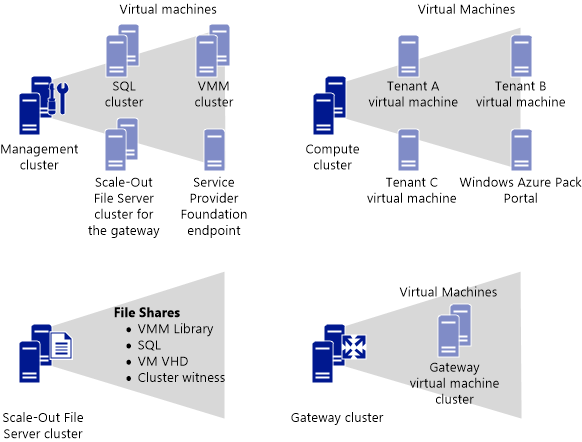 Virtual machines
SQL
cluster
VMM
cluster
Management
cluster
Scale-Out
File Server
cluster for
the gateway
Service
Provider
Foundation
endpoint
Virtual Machines
Tenant A
virtual machine
Tenant B
virtual machine
Compute
cluster
Tenant C
virtual machine
Windows Azure Pack
Portal
File Shares
• VMM Library
• SQL
• VM VHD
• Cluster witness
Scale-Out File
Server cluster
Virtual Machines
Gateway
virtual machine
cluster
Gateway cluster